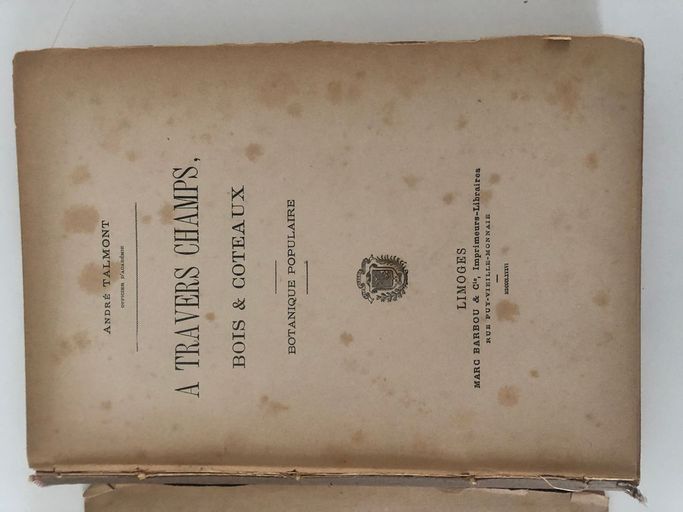 ANDRÉ TALMONT
OFFICIER D'ACADÉMIE
A TRAVERS CHAMPS,
BOIS & COTEAUX
BOTANIQUE POPULAIRE
LIMOGES
MARC BARBOU & Cie, Imprimeurs-Libraires
RUE PUY-VIEILLE-MONNAIE